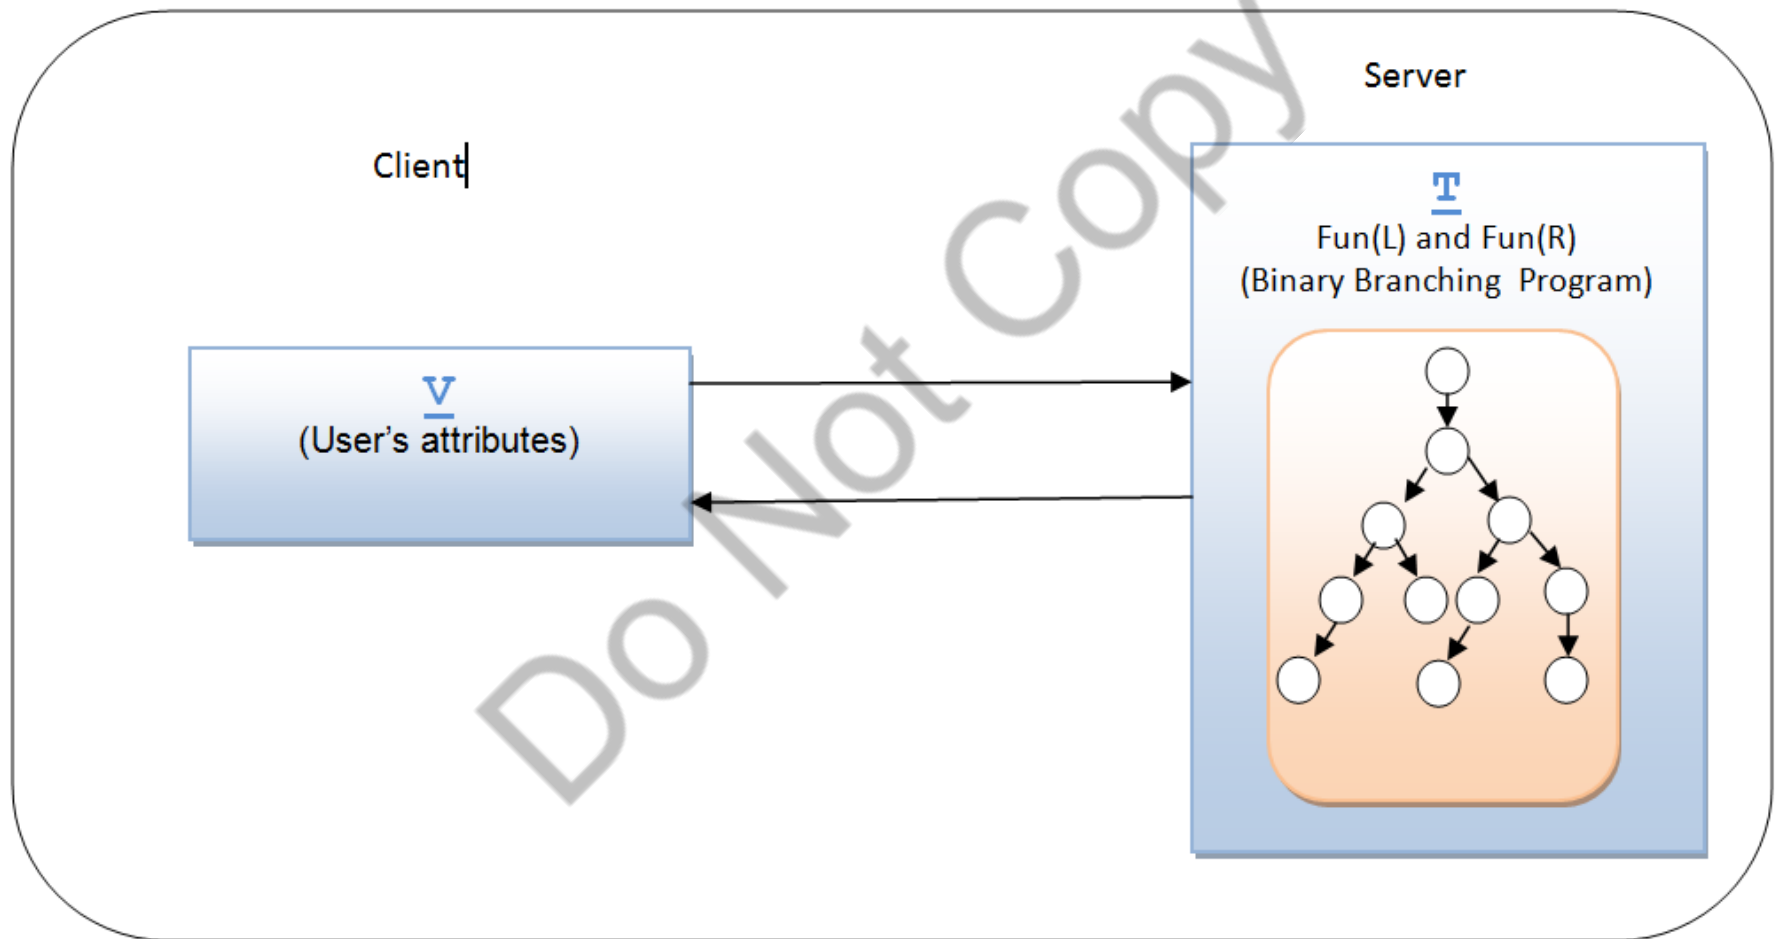 Server
Client
T
Fun(L) and Fun(R)
(Binary Branching Program)
V
(User's attributes)
Do Not Copy